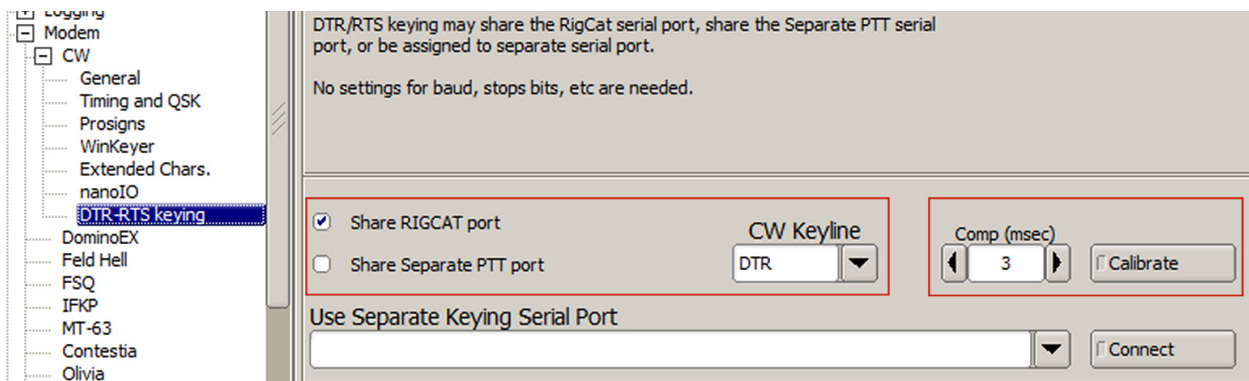 Logging
Modem
CW
General
Timing and QSK
Prosigns
WinKeyer
Extended Chars.
nanoIO
DTR-RTS keying
DominoEX
Feld Hell
FSQ
IFKP
MT-63
Contestia
Olivia
DTR/RTS keying may share the RigCat serial port, share the Separate PTT serial
port, or be assigned to separate serial port.
No settings for baud, stops bits, etc are needed.
Share RIGCAT port
Share Separate PTT port
CW Keyline
DTR
Comp (msec)
3
Calibrate
Use Separate Keying Serial Port
Connect